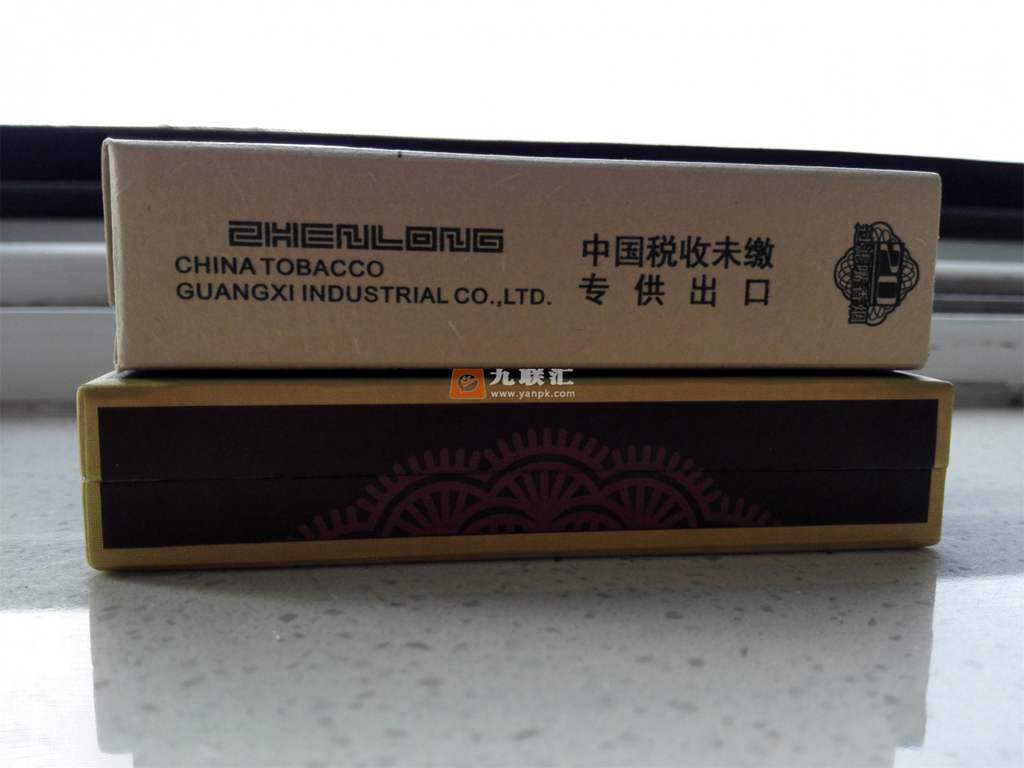 ZHENLONG
CHINA TOBACCO
GUANGXI INDUSTRIAL CO.,LTD.
中国税收未缴
专供出口
20
九联汇
www.yanpk.com